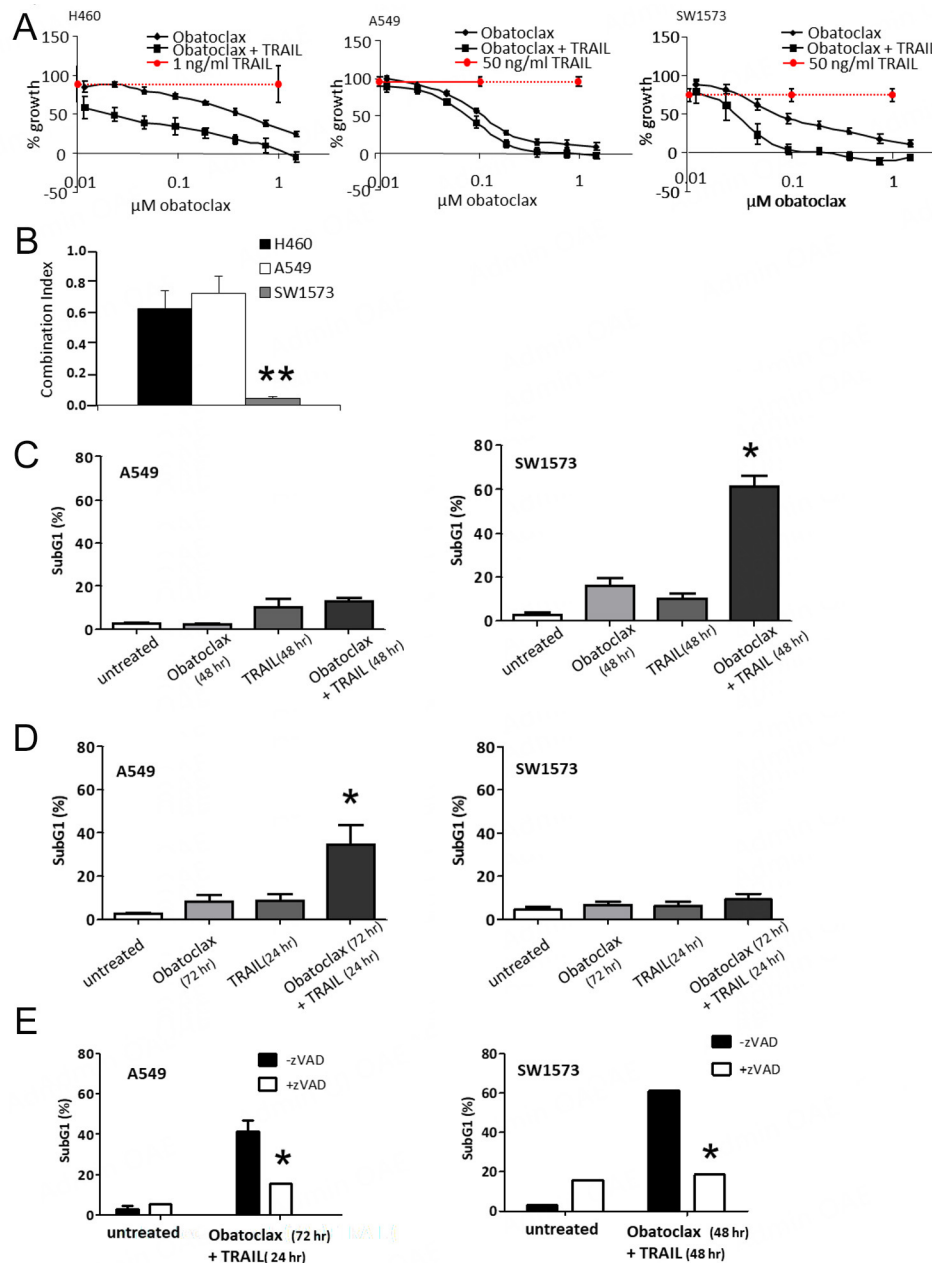 A
H460
Obatoclax
Obatoclax + TRAIL
1 ng/ml TRAIL
% growth
150
100
50
0
-50
0.01
0.1
1
µM obatoclax
A549
Obatoclax
Obatoclax + TRAIL
50 ng/ml TRAIL
% growth
150
100
50
0
-50
0.01
0.1
1
µM obatoclax
SW1573
Obatoclax
Obatoclax + TRAIL
50 ng/ml TRAIL
% growth
150
100
50
0
-50
0.01
0.1
1
µM obatoclax
B
Combination Index
1.0
0.8
0.6
0.4
0.2
0.0
H460
A549
SW1573
**
C
A549
SubG1 (%)
80
60
40
20
0
untreated
Obatoclax
(48 hr)
TRAIL(48 hr)
Obatoclax
+ TRAIL (48 hr)
SW1573
SubG1 (%)
80
60
40
20
0
*
untreated
Obatoclax
(48 hr)
TRAIL(48 hr)
Obatoclax
+ TRAIL (48 hr)
D
A549
SubG1 (%)
80
60
40
20
0
*
untreated
Obatoclax
(72 hr)
TRAIL(24 hr)
Obatoclax (72 hr)
+ TRAIL (24 hr)
SW1573
SubG1 (%)
80
60
40
20
0
untreated
Obatoclax
(72 hr)
TRAIL(24 hr)
Obatoclax (72 hr)
+ TRAIL (24 hr)
E
A549
-zVAD
+zVAD
SubG1 (%)
80
60
40
20
0
*
untreated
Obatoclax (72 hr)
+ TRAIL( 24 hr)
SW1573
-zVAD
+zVAD
SubG1 (%)
80
60
40
20
0
*
untreated
Obatoclax (48 hr)
+ TRAIL (48 hr)